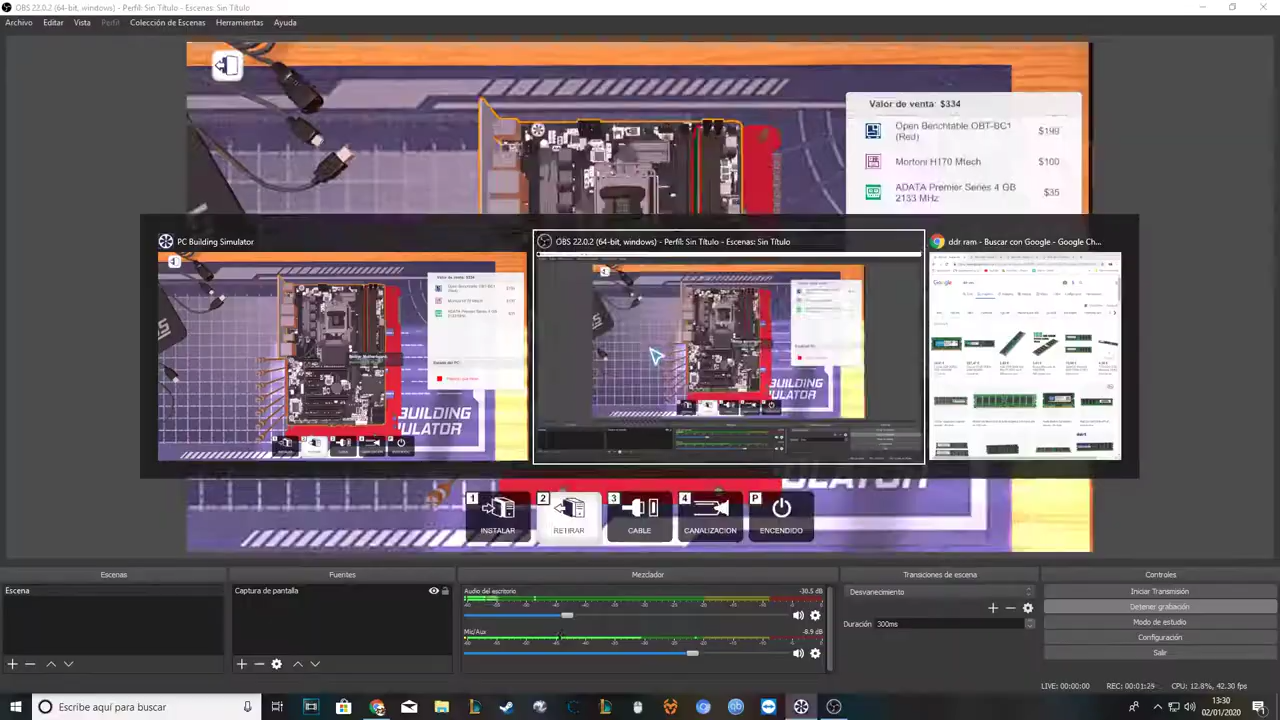 OBS 22.0.2 (64-bit, windows) - Perfil: Sin Título - Escenas: Sin Título
Archivo Editar Vista Perfil Colección de Escenas Herramientas Ayuda
Valor de venta: $334
Open Benchtable OBT-BC1 (Red) $199
Mortoni H170 Mtech $100
ADATA Premier Series 4 GB 2133 MHz $35
PC Building Simulator
OBS 22.0.2 (64-bit, windows) - Perfil: Sin Título - Escenas: Sin Título
ddr ram - Buscar con Google - Google Ch...
BUILDING
ULATOR
BUILDING
ULATOR
Google
ULATOR
1 INSTALAR
2 RETIRAR
3 CABLE
4 CANALIZACION
P ENCENDIDO
Escenas Fuentes Mezclador Transiciones de escena Controles
Escena
Captura de pantalla
Audio del escritorio -30.5 dB
Mic/Aux -8.9 dB
Desvanecimiento
Duración 300ms
Iniciar Transmisión
Detener grabación
Modo de estudio
Configuración
Salir
LIVE: 00:00:00 REC: 00:01:25 CPU: 12.8%, 42.30 fps
Escribe aquí para buscar
13:30
02/01/2020